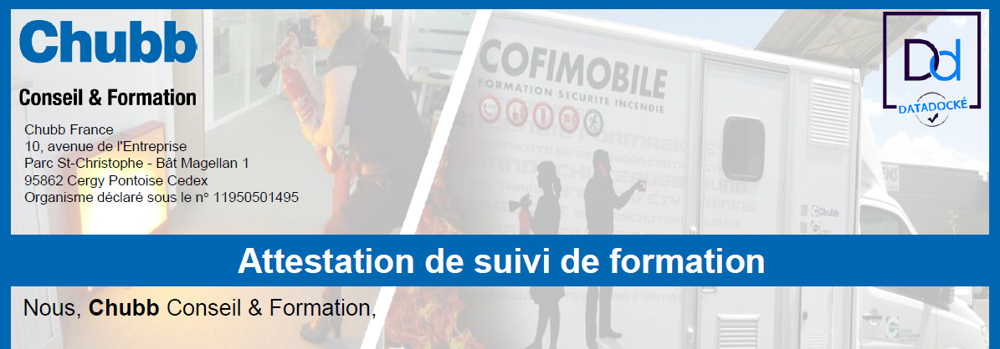 Chubb
Conseil & Formation
Chubb France
10, avenue de l'Entreprise
Parc St-Christophe - Bât Magellan 1
95862 Cergy Pontoise Cedex
Organisme déclaré sous le n° 11950501495
COFIMOBILE
FORMATION SECURITE INCENDIE
Chubb
Dd
DATADOCKÉ
Attestation de suivi de formation
Nous, Chubb Conseil & Formation,